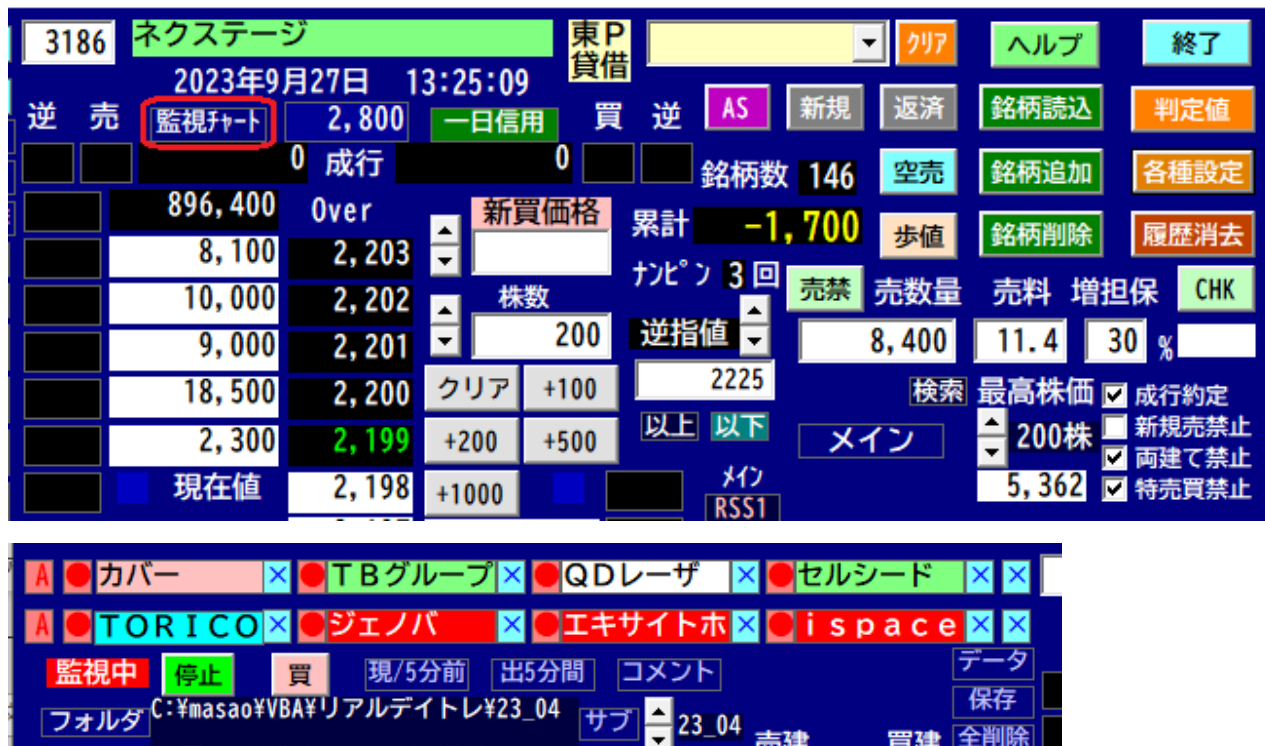 3186 ネクステージ 東P貸借 クリア ヘルプ 終了
2023年9月27日 13:25:09
逆 売 監視ﾁｬｰﾄ 2,800 一日信用 買 逆 AS 新規 返済 銘柄読込 判定値
0 成行 0 銘柄数 146 空売 銘柄追加 各種設定
896,400 Over 新買価格 累計 -1,700 歩値 銘柄削除 履歴消去
8,100 2,203 ﾅﾝﾋﾟﾝ 3回 売禁 売数量 売料 増担保 CHK
10,000 2,202 株数
9,000 2,201 200 逆指値 8,400 11.4 30 %
18,500 2,200 クリア +100 2225 検索 最高株価 成行約定
2,300 2,199 +200 +500 以上 以下 メイン 200株 新規売禁止
両建て禁止
現在値 2,198 +1000 ﾒｲﾝ 5,362 特売買禁止
RSS1
A カバー × TBグループ × QDレーザ × セルシード × ×
A TORICO × ジェノバ × エキサイトホ × ispace × ×
監視中 停止 買 現/5分前 出5分間 コメント データ
保存
フォルダ C:¥masao¥VBA¥リアルデイトレ¥23_04 サブ 23_04 売建 買建 全削除